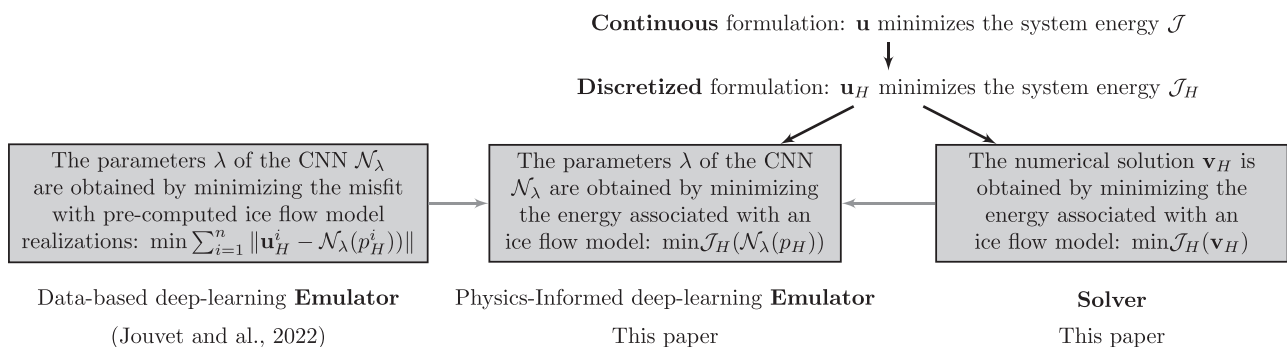 Continuous formulation: u minimizes the system energy 𝒥
Discretized formulation: u_H minimizes the system energy 𝒥_H
The parameters λ of the CNN 𝒩_λ
are obtained by minimizing the misfit
with pre-computed ice flow model
realizations: min ∑_{i=1}^n ‖u_H^i − 𝒩_λ(p_H^i))‖
Data-based deep-learning Emulator
(Jouvet and al., 2022)
The parameters λ of the CNN
𝒩_λ are obtained by minimizing
the energy associated with an
ice flow model: min𝒥_H(𝒩_λ(p_H))
Physics-Informed deep-learning Emulator
This paper
The numerical solution v_H is
obtained by minimizing the
energy associated with an
ice flow model: min𝒥_H(v_H)
Solver
This paper